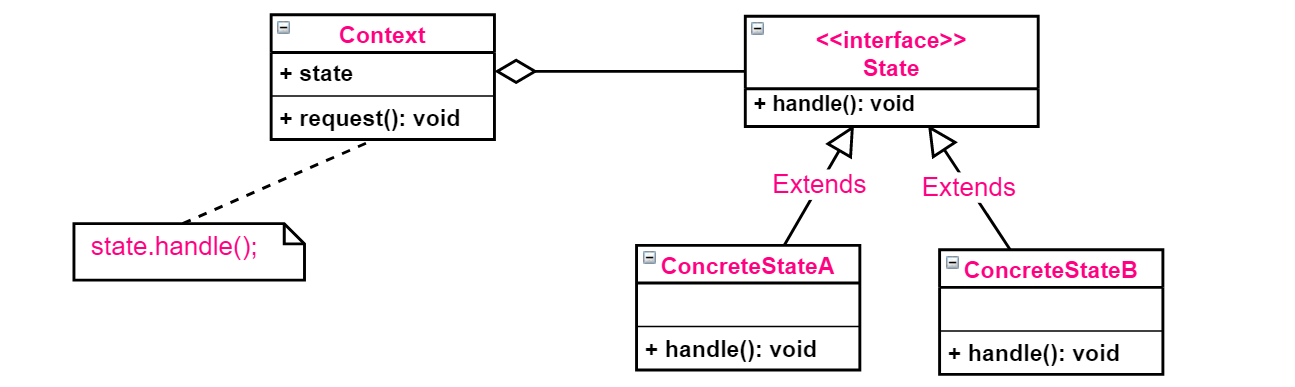 Context
+ state
+ request(): void
<<interface>>
State
+ handle(): void
Extends
Extends
state.handle();
ConcreteStateA
+ handle(): void
ConcreteStateB
+ handle(): void